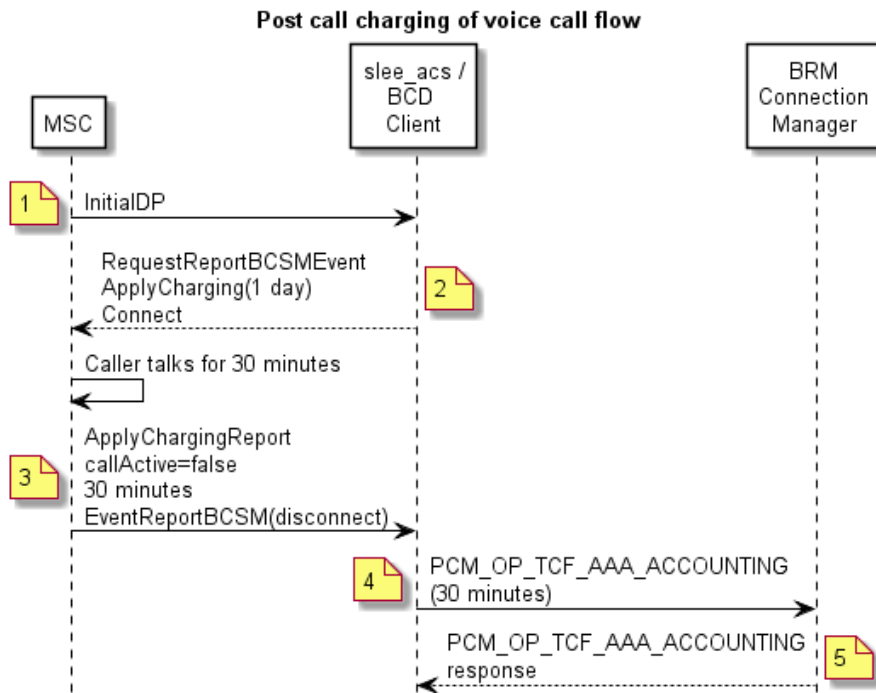 Post call charging of voice call flow
MSC
slee_acs /
BCD
Client
BRM
Connection
Manager
1
InitialDP
RequestReportBCSMEvent
ApplyCharging(1 day)
Connect
2
Caller talks for 30 minutes
3
ApplyChargingReport
callActive=false
30 minutes
EventReportBCSM(disconnect)
4
PCM_OP_TCF_AAA_ACCOUNTING
(30 minutes)
PCM_OP_TCF_AAA_ACCOUNTING
response
5